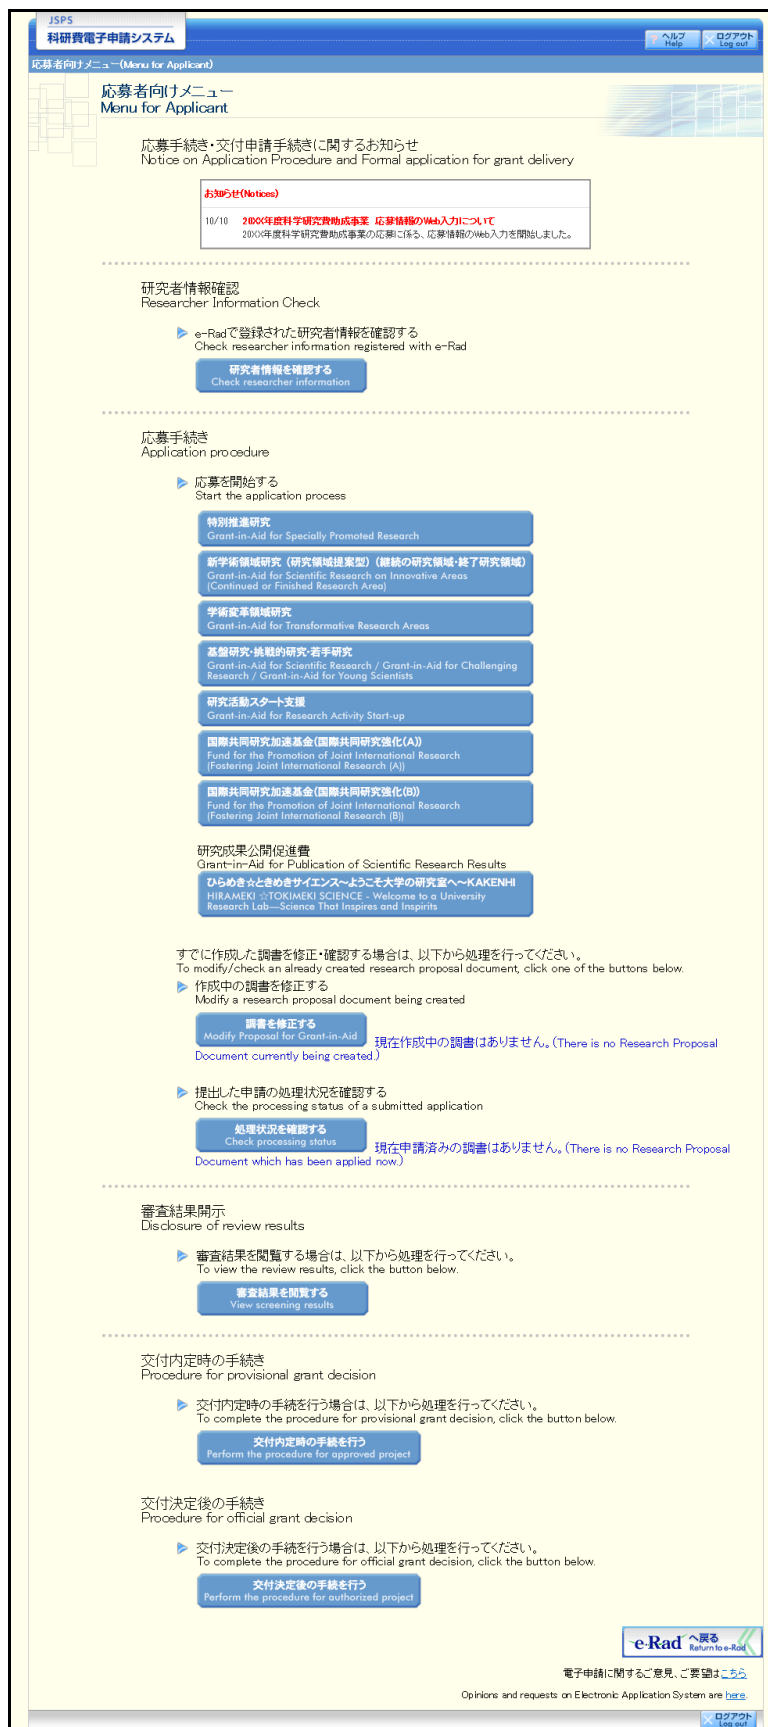 JSPS
科研費電子申請システム
ヘルプ
Help
ログアウト
Log out
応募者向けメニュー(Menu for Applicant)
応募者向けメニュー
Menu for Applicant
応募手続き・交付申請手続きに関するお知らせ
Notice on Application Procedure and Formal application for grant delivery
お知らせ(Notices)
10/10 20XX年度科学研究費助成事業 応募情報のWeb入力について
20XX年度科学研究費助成事業の応募に係る、応募情報のWeb入力を開始しました。
研究者情報確認
Researcher Information Check
e-Radで登録された研究者情報を確認する
Check researcher information registered with e-Rad
研究者情報を確認する
Check researcher information
応募手続き
Application procedure
応募を開始する
Start the application process
特別推進研究
Grant-in-Aid for Specially Promoted Research
新学術領域研究（研究領域提案型）（継続の研究領域・終了研究領域）
Grant-in-Aid for Scientific Research on Innovative Areas
(Continued or Finished Research Area)
学術変革領域研究
Grant-in-Aid for Transformative Research Areas
基盤研究・挑戦的研究・若手研究
Grant-in-Aid for Scientific Research / Grant-in-Aid for Challenging
Research / Grant-in-Aid for Young Scientists
研究活動スタート支援
Grant-in-Aid for Research Activity Start-up
国際共同研究加速基金(国際共同研究強化(A))
Fund for the Promotion of Joint International Research
(Fostering Joint International Research (A))
国際共同研究加速基金(国際共同研究強化(B))
Fund for the Promotion of Joint International Research
(Fostering Joint International Research (B))
研究成果公開促進費
Grant-in-Aid for Publication of Scientific Research Results
ひらめき☆ときめきサイエンス～ようこそ大学の研究室へ～KAKENHI
HIRAMEKI ☆TOKIMEKI SCIENCE - Welcome to a University
Research Lab—Science That Inspires and Inspirits
すでに作成した調書を修正・確認する場合は、以下から処理を行ってください。
To modify/check an already created research proposal document, click one of the buttons below.
作成中の調書を修正する
Modify a research proposal document being created
調書を修正する
Modify Proposal for Grant-in-Aid
現在作成中の調書はありません。(There is no Research Proposal
Document currently being created.)
提出した申請の処理状況を確認する
Check the processing status of a submitted application
処理状況を確認する
Check processing status
現在申請済みの調書はありません。(There is no Research Proposal
Document which has been applied now.)
審査結果開示
Disclosure of review results
審査結果を閲覧する場合は、以下から処理を行ってください。
To view the review results, click the button below.
審査結果を閲覧する
View screening results
交付内定時の手続き
Procedure for provisional grant decision
交付内定時の手続を行う場合は、以下から処理を行ってください。
To complete the procedure for provisional grant decision, click the button below.
交付内定時の手続を行う
Perform the procedure for approved project
交付決定後の手続き
Procedure for official grant decision
交付決定後の手続を行う場合は、以下から処理を行ってください。
To complete the procedure for official grant decision, click the button below.
交付決定後の手続を行う
Perform the procedure for authorized project
e-Rad へ戻る
Return to e-Rad
電子申請に関するご意見、ご要望はこちら
Opinions and requests on Electronic Application System are here.
ログアウト
Log out